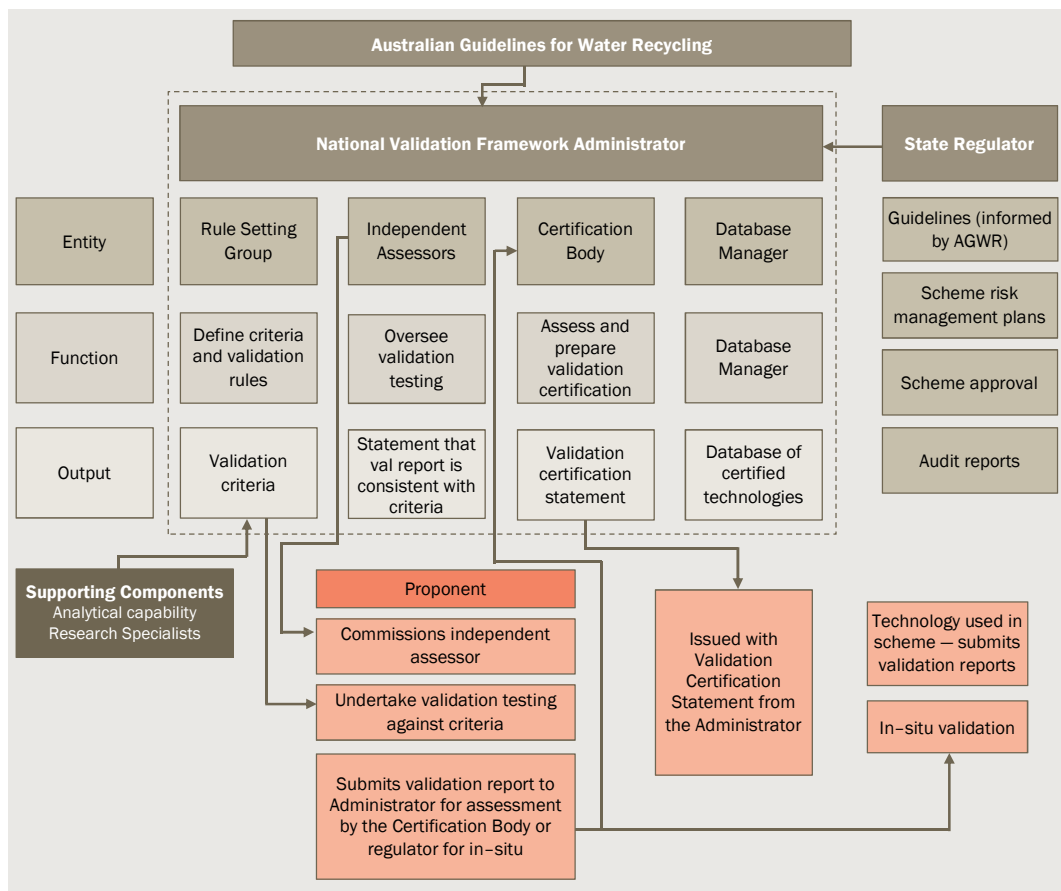 Australian Guidelines for Water Recycling
National Validation Framework Administrator
State Regulator
Entity
Rule Setting
Group
Independent
Assessors
Certification
Body
Database
Manager
Guidelines (informed
by AGWR)
Function
Define criteria
and validation
rules
Oversee
validation
testing
Assess and
prepare
validation
certification
Database
Manager
Scheme risk
management plans
Scheme approval
Output
Validation
criteria
Statement that
val report is
consistent with
criteria
Validation
certification
statement
Database of
certified
technologies
Audit reports
Supporting Components
Analytical capability
Research Specialists
Proponent
Commissions independent
assessor
Undertake validation testing
against criteria
Submits validation report to
Administrator for assessment
by the Certification Body or
regulator for in–situ
Issued with
Validation
Certification
Statement from
the Administrator
Technology used in
scheme — submits
validation reports
In–situ validation